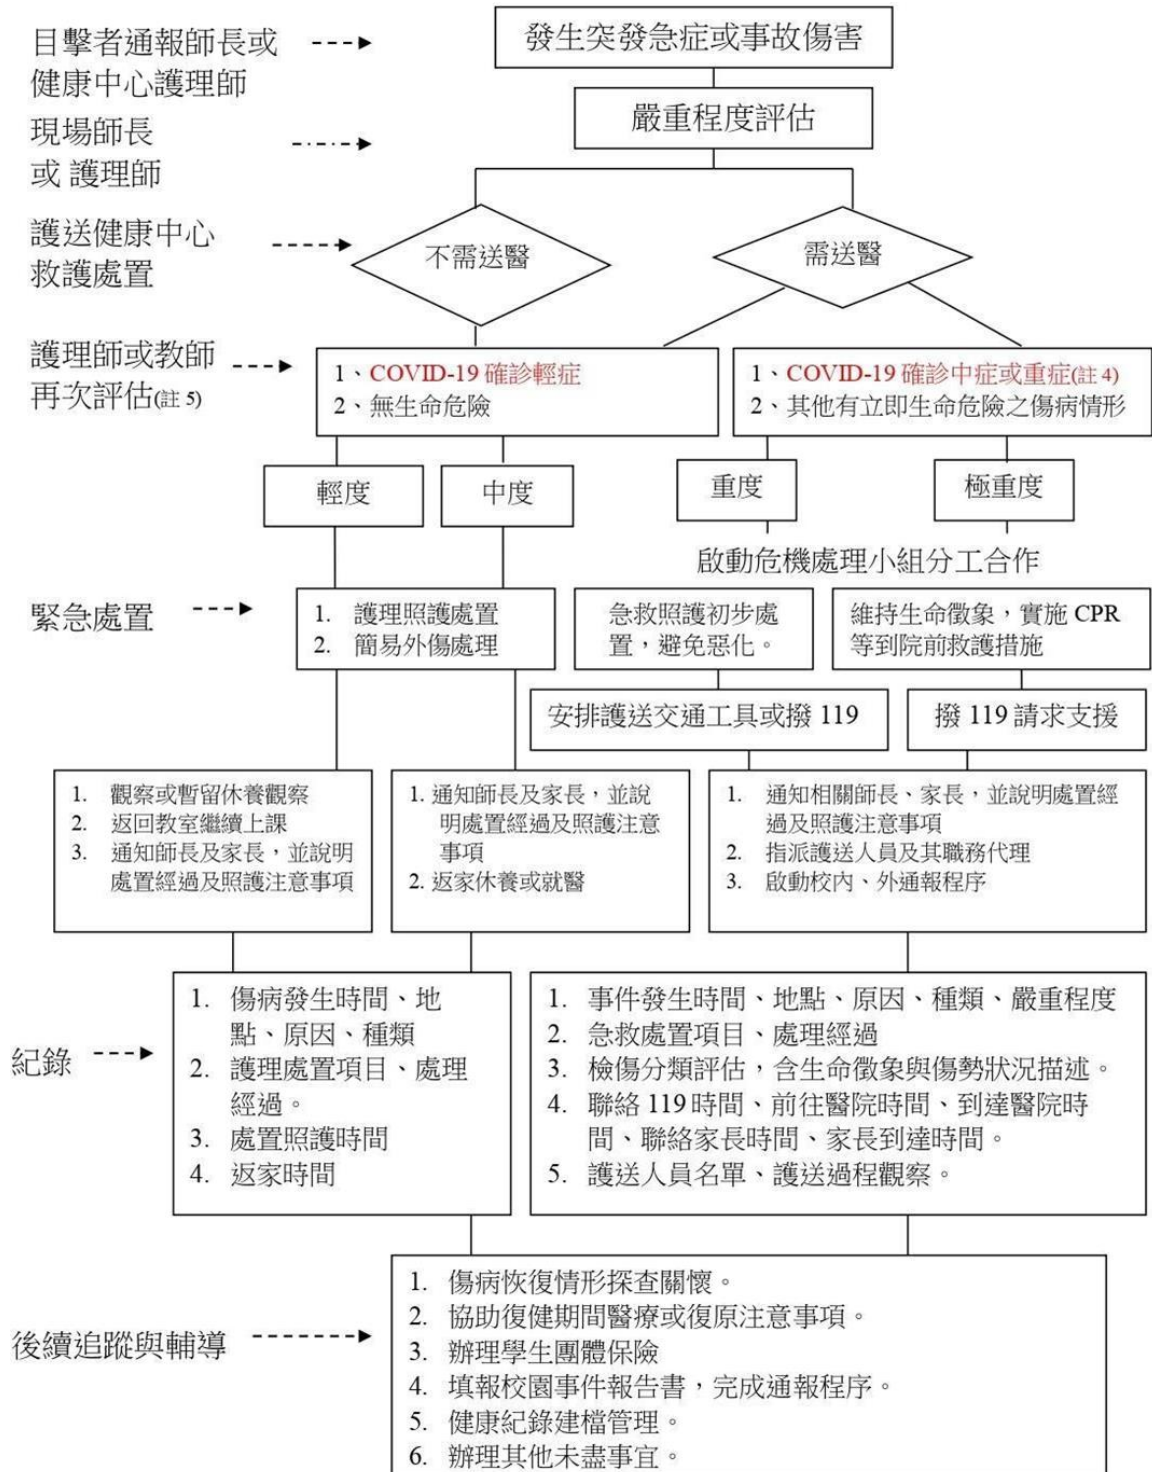 目擊者通報師長或
健康中心護理師
發生突發急症或事故傷害
嚴重程度評估
現場師長
或 護理師
護送健康中心
救護處置
不需送醫
需送醫
護理師或教師
再次評估(註 5)
1、COVID-19 確診輕症
2、無生命危險
1、COVID-19 確診中症或重症(註 4)
2、其他有立即生命危險之傷病情形
輕度
中度
重度
極重度
啟動危機處理小組分工合作
緊急處置
1. 護理照護處置
2. 簡易外傷處理
急救照護初步處
置，避免惡化。
維持生命徵象，實施 CPR
等到院前救護措施
安排護送交通工具或撥 119
撥 119 請求支援
1. 觀察或暫留休養觀察
2. 返回教室繼續上課
3. 通知師長及家長，並說明
處置經過及照護注意事項
1. 通知師長及家長，並說
明處置經過及照護注意
事項
2. 返家休養或就醫
1. 通知相關師長、家長，並說明處置經
過及照護注意事項
2. 指派護送人員及其職務代理
3. 啟動校內、外通報程序
紀錄
1. 傷病發生時間、地
點、原因、種類
2. 護理處置項目、處理
經過。
3. 處置照護時間
4. 返家時間
1. 事件發生時間、地點、原因、種類、嚴重程度
2. 急救處置項目、處理經過
3. 檢傷分類評估，含生命徵象與傷勢狀況描述。
4. 聯絡 119 時間、前往醫院時間、到達醫院時
間、聯絡家長時間、家長到達時間。
5. 護送人員名單、護送過程觀察。
後續追蹤與輔導
1. 傷病恢復情形探查關懷。
2. 協助復健期間醫療或復原注意事項。
3. 辦理學生團體保險
4. 填報校園事件報告書，完成通報程序。
5. 健康紀錄建檔管理。
6. 辦理其他未盡事宜。